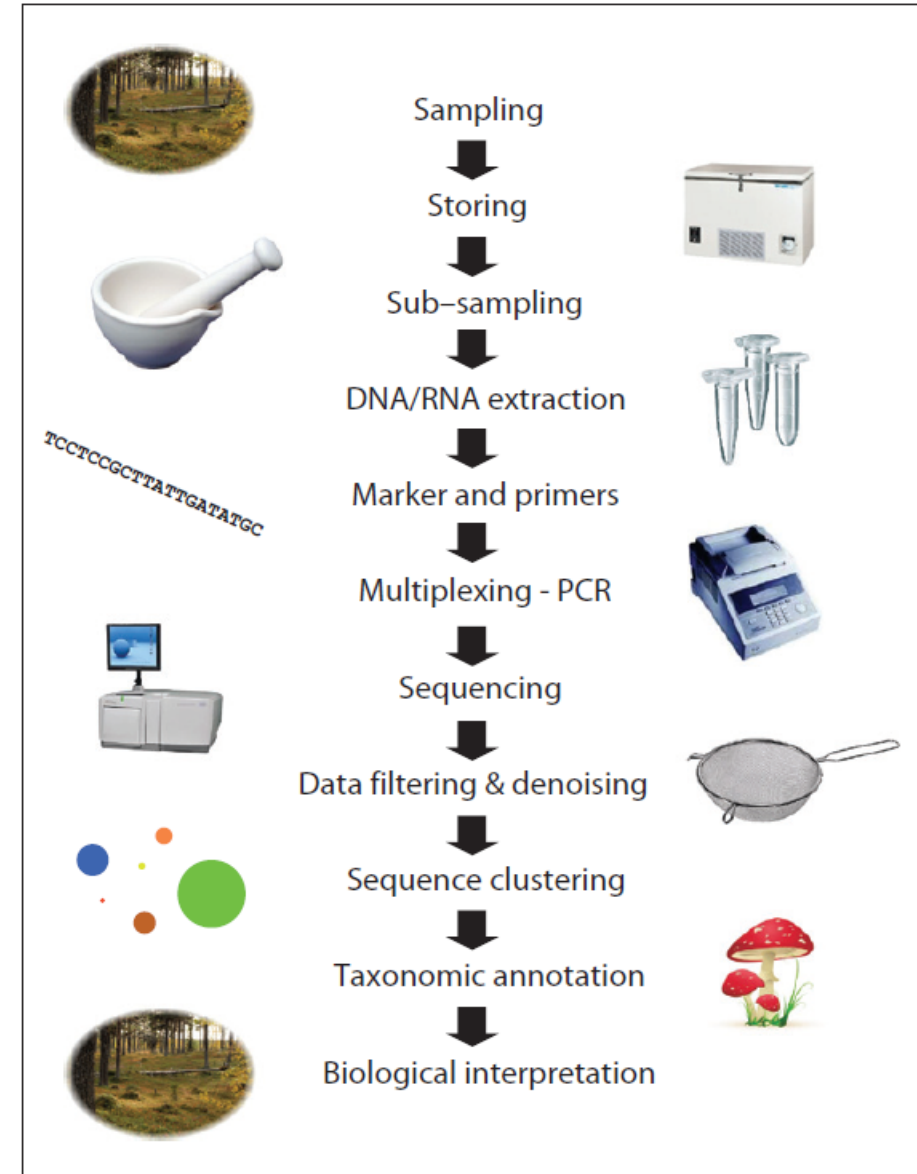 Sampling
Storing
Sub–sampling
DNA/RNA extraction
TCCTCCGCTTATTGATATGC
Marker and primers
Multiplexing - PCR
Sequencing
Data filtering & denoising
Sequence clustering
Taxonomic annotation
Biological interpretation